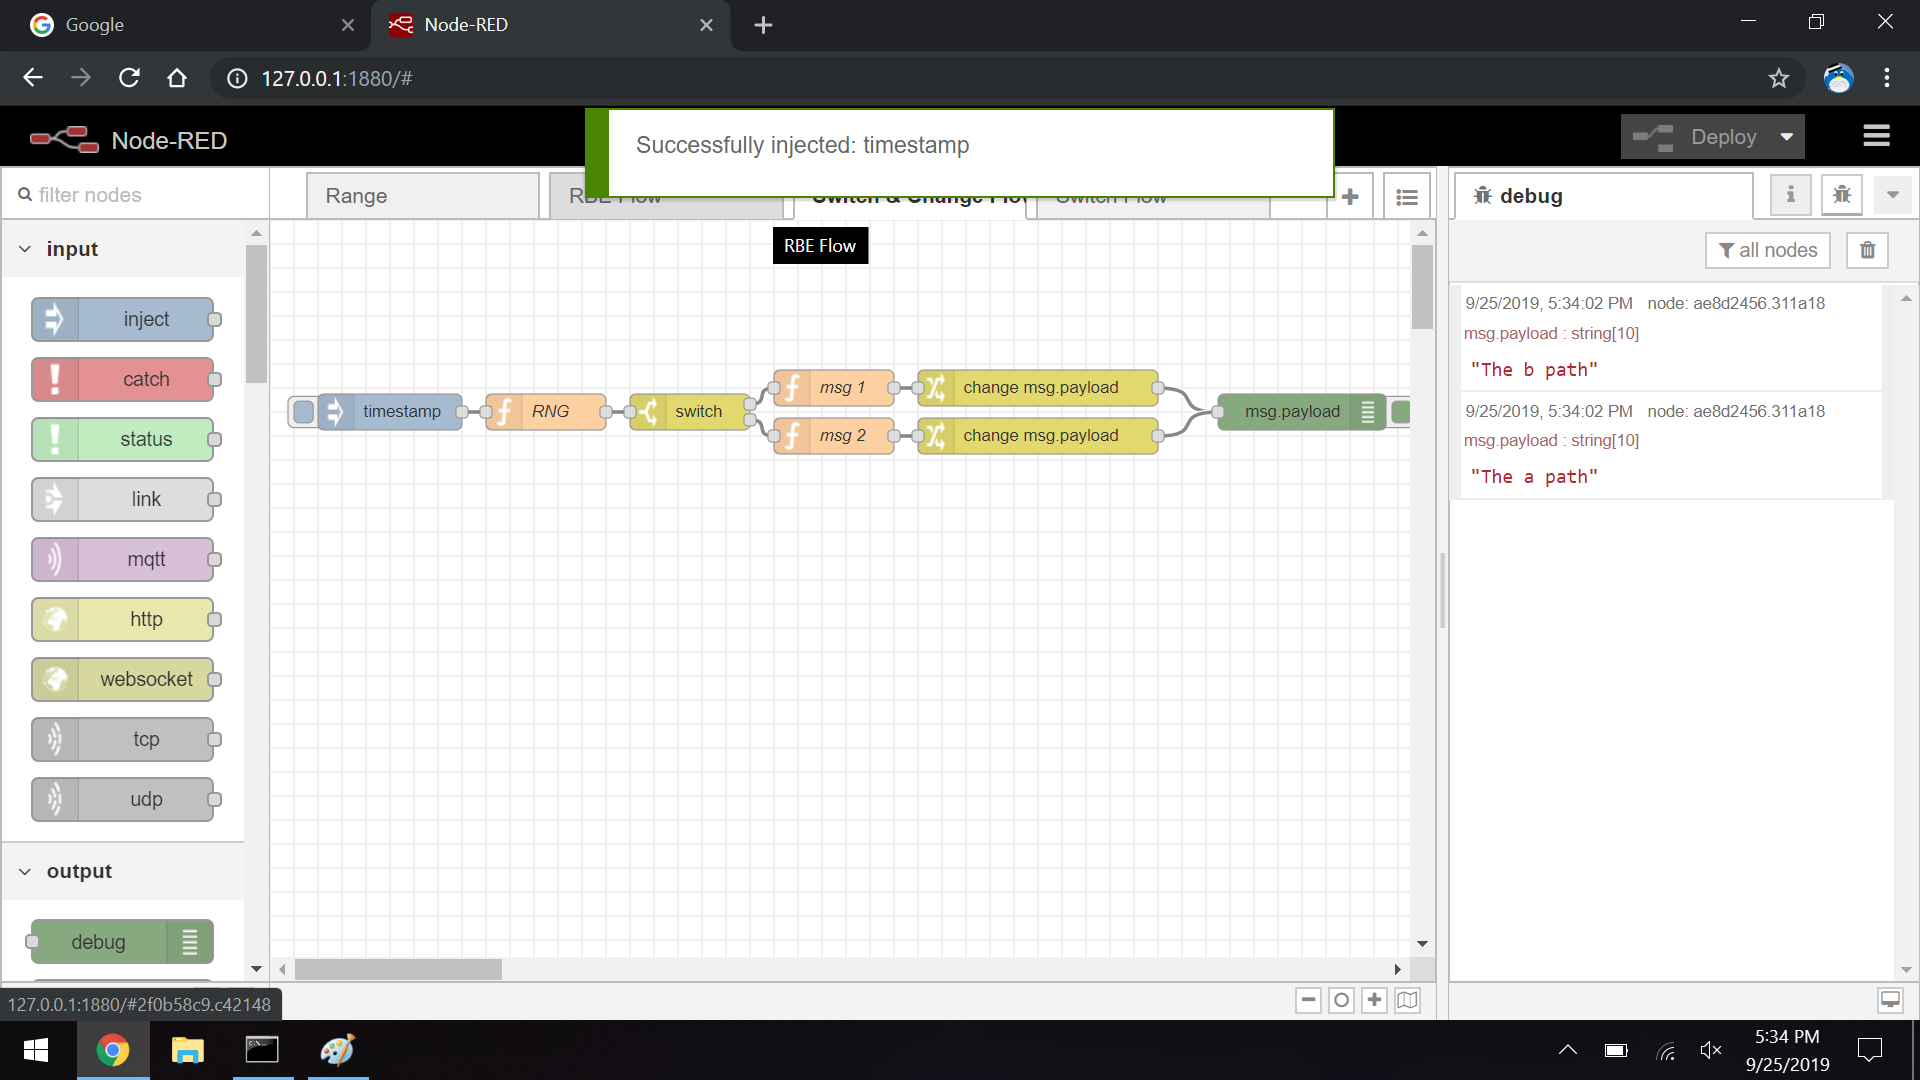 Google
Node-RED
127.0.0.1:1880/#
Node-RED
Successfully injected: timestamp
Deploy
filter nodes
Range
RBE Flow
Switch & Change Flow
Switch Flow
debug
RBE Flow
all nodes
input
inject
catch
status
link
mqtt
http
websocket
tcp
udp
output
debug
timestamp
RNG
switch
msg 1
change msg.payload
msg 2
change msg.payload
msg.payload
9/25/2019, 5:34:02 PM node: ae8d2456.311a18
msg.payload : string[10]
"The b path"
9/25/2019, 5:34:02 PM node: ae8d2456.311a18
msg.payload : string[10]
"The a path"
127.0.0.1:1880/#2f0b58c9.c42148
5:34 PM
9/25/2019